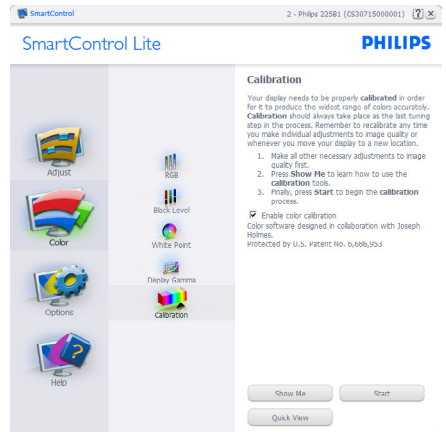 SmartControl
2 - Philips 225B1 (CS30715000001)
SmartControl Lite
PHILIPS
Adjust
Color
Options
Help
RGB
Black Level
White Point
Display Gamma
Calibration
Calibration
Your display needs to be properly calibrated in order
for it to produce the widest range of colors accurately.
Calibration should always take place as the last tuning
step in the process. Remember to recalibrate any time
you make individual adjustments to image quality or
whenever you move your display to a new location.
1. Make all other necessary adjustments to image
quality first.
2. Press Show Me to learn how to use the
calibration tools.
3. Finally, press Start to begin the calibration
process.
Enable color calibration
Color software designed in collaboration with Joseph
Holmes.
Protected by U.S. Patent No. 6,686,953
Show Me
Start
Quick View